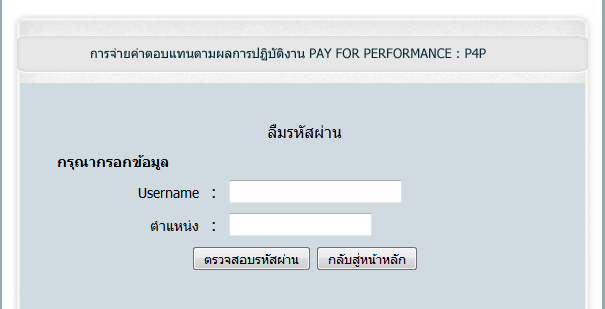 การจ่ายค่าตอบแทนตามผลการปฏิบัติงาน PAY FOR PERFORMANCE : P4P
ลืมรหัสผ่าน
กรุณากรอกข้อมูล
Username :
ตำแหน่ง :
ตรวจสอบรหัสผ่าน กลับสู่หน้าหลัก